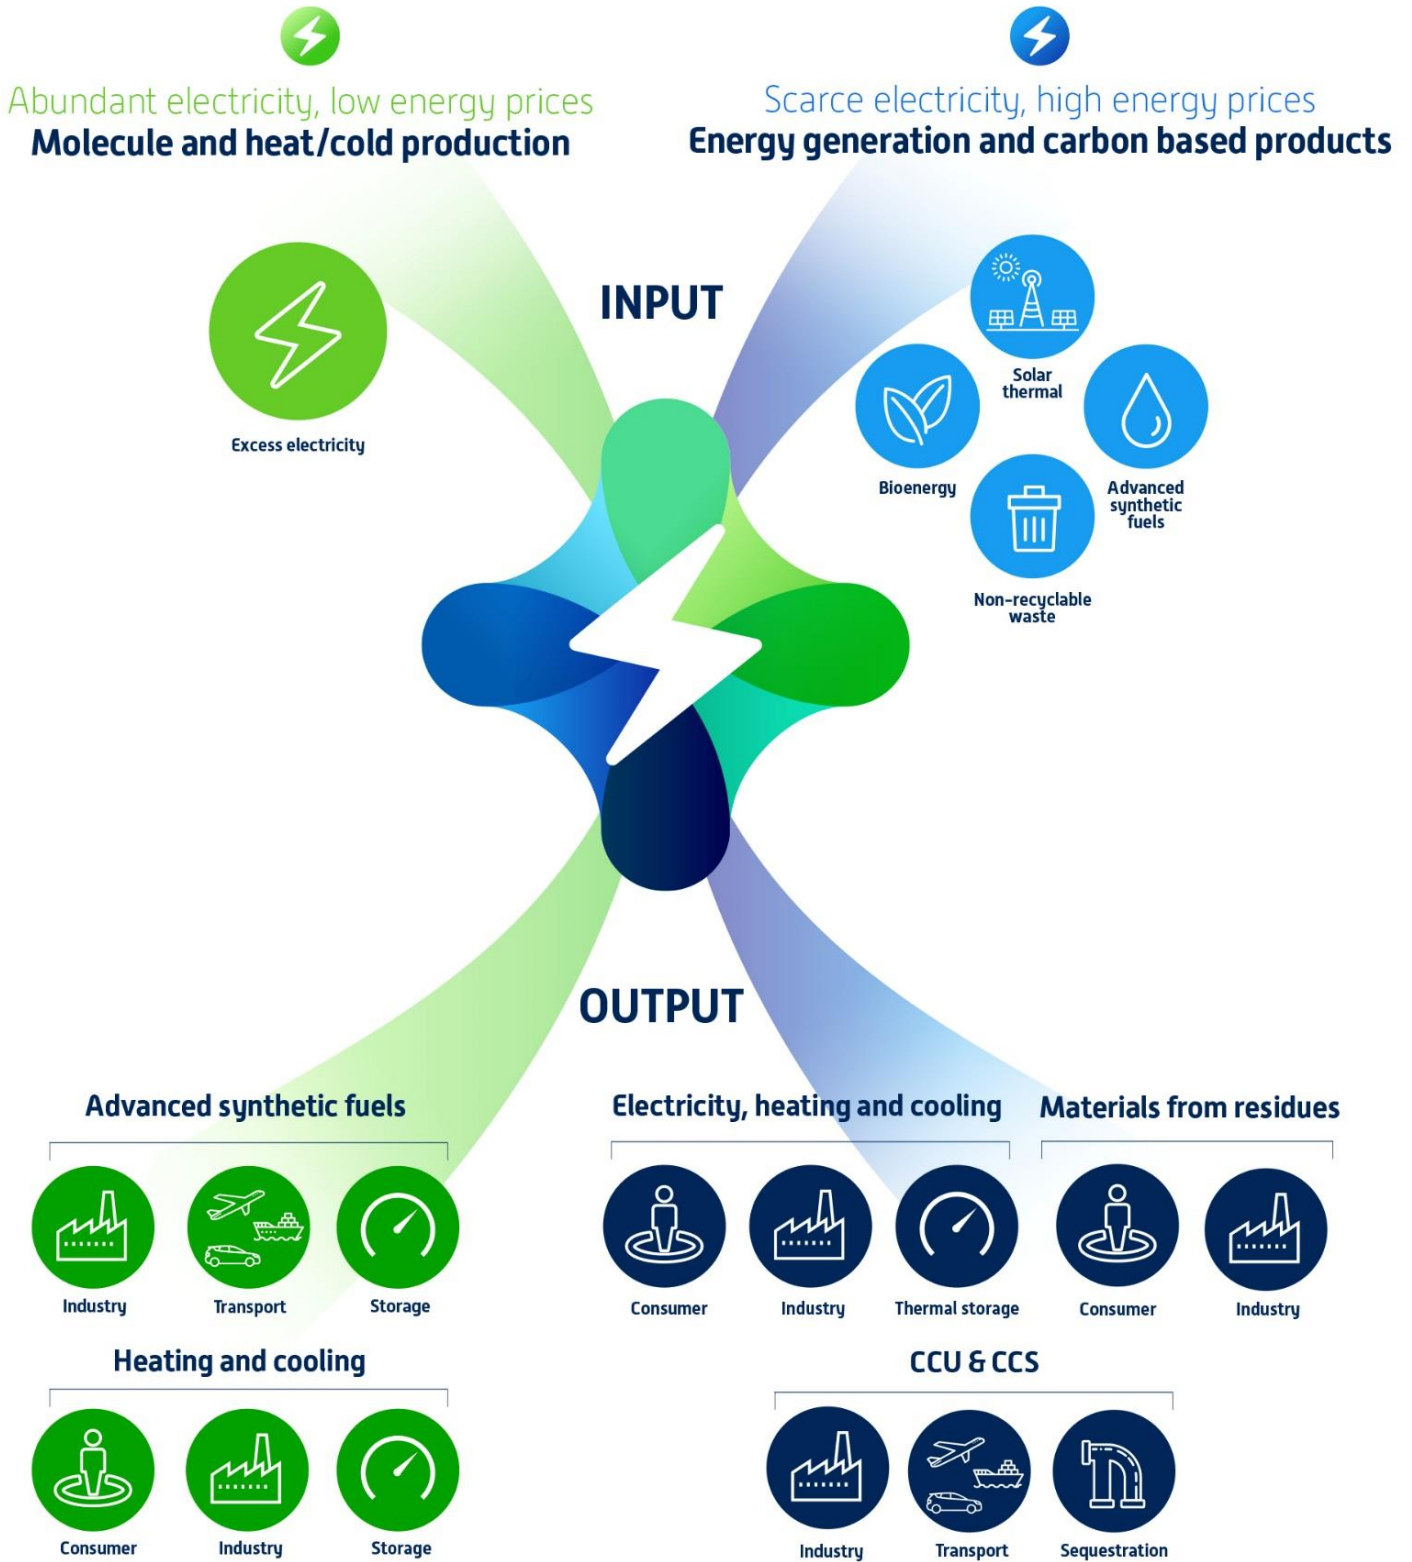 Abundant electricity, low energy prices
Molecule and heat/cold production
Scarce electricity, high energy prices
Energy generation and carbon based products
INPUT
Excess electricity
Solar
thermal
Bioenergy
Advanced
synthetic
fuels
Non-recyclable
waste
OUTPUT
Advanced synthetic fuels
Industry
Transport
Storage
Heating and cooling
Consumer
Industry
Storage
Electricity, heating and cooling
Consumer
Industry
Thermal storage
Materials from residues
Consumer
Industry
CCU & CCS
Industry
Transport
Sequestration